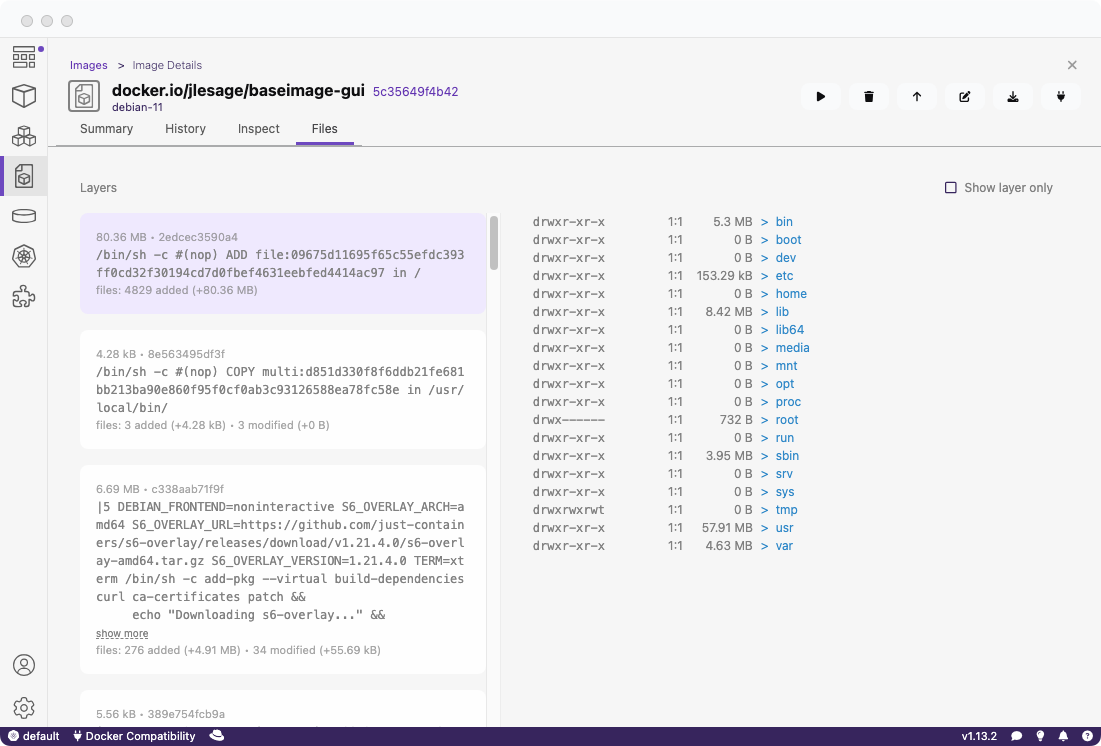 Images > Image Details
docker.io/jlesage/baseimage-gui 5c35649f4b42
debian-11
Summary History Inspect Files
Layers
Show layer only
80.36 MB • 2edcec3590a4
/bin/sh -c #(nop) ADD file:09675d11695f65c55efdc393
ff0cd32f30194cd7d0fbef4631eebfed4414ac97 in /
files: 4829 added (+80.36 MB)
4.28 kB • 8e563495df3f
/bin/sh -c #(nop) COPY multi:d851d330f8f6ddb21fe681
bb213ba90e860f95f0cf0ab3c93126588ea78fc58e in /usr/
local/bin/
files: 3 added (+4.28 kB) • 3 modified (+0 B)
6.69 MB • c338aab71f9f
|5 DEBIAN_FRONTEND=noninteractive S6_OVERLAY_ARCH=a
md64 S6_OVERLAY_URL=https://github.com/just-contain
ers/s6-overlay/releases/download/v1.21.4.0/s6-overl
ay-amd64.tar.gz S6_OVERLAY_VERSION=1.21.4.0 TERM=xt
erm /bin/sh -c add-pkg --virtual build-dependencies
curl ca-certificates patch &&
echo "Downloading s6-overlay..." &&
show more
files: 276 added (+4.91 MB) • 34 modified (+55.69 kB)
5.56 kB • 389e754fcb9a
drwxr-xr-x 1:1 5.3 MB > bin
drwxr-xr-x 1:1 0 B > boot
drwxr-xr-x 1:1 0 B > dev
drwxr-xr-x 1:1 153.29 kB > etc
drwxr-xr-x 1:1 0 B > home
drwxr-xr-x 1:1 8.42 MB > lib
drwxr-xr-x 1:1 0 B > lib64
drwxr-xr-x 1:1 0 B > media
drwxr-xr-x 1:1 0 B > mnt
drwxr-xr-x 1:1 0 B > opt
drwxr-xr-x 1:1 0 B > proc
drwx------ 1:1 732 B > root
drwxr-xr-x 1:1 0 B > run
drwxr-xr-x 1:1 3.95 MB > sbin
drwxr-xr-x 1:1 0 B > srv
drwxr-xr-x 1:1 0 B > sys
drwxrwxrwt 1:1 0 B > tmp
drwxr-xr-x 1:1 57.91 MB > usr
drwxr-xr-x 1:1 4.63 MB > var
default Docker Compatibility v1.13.2